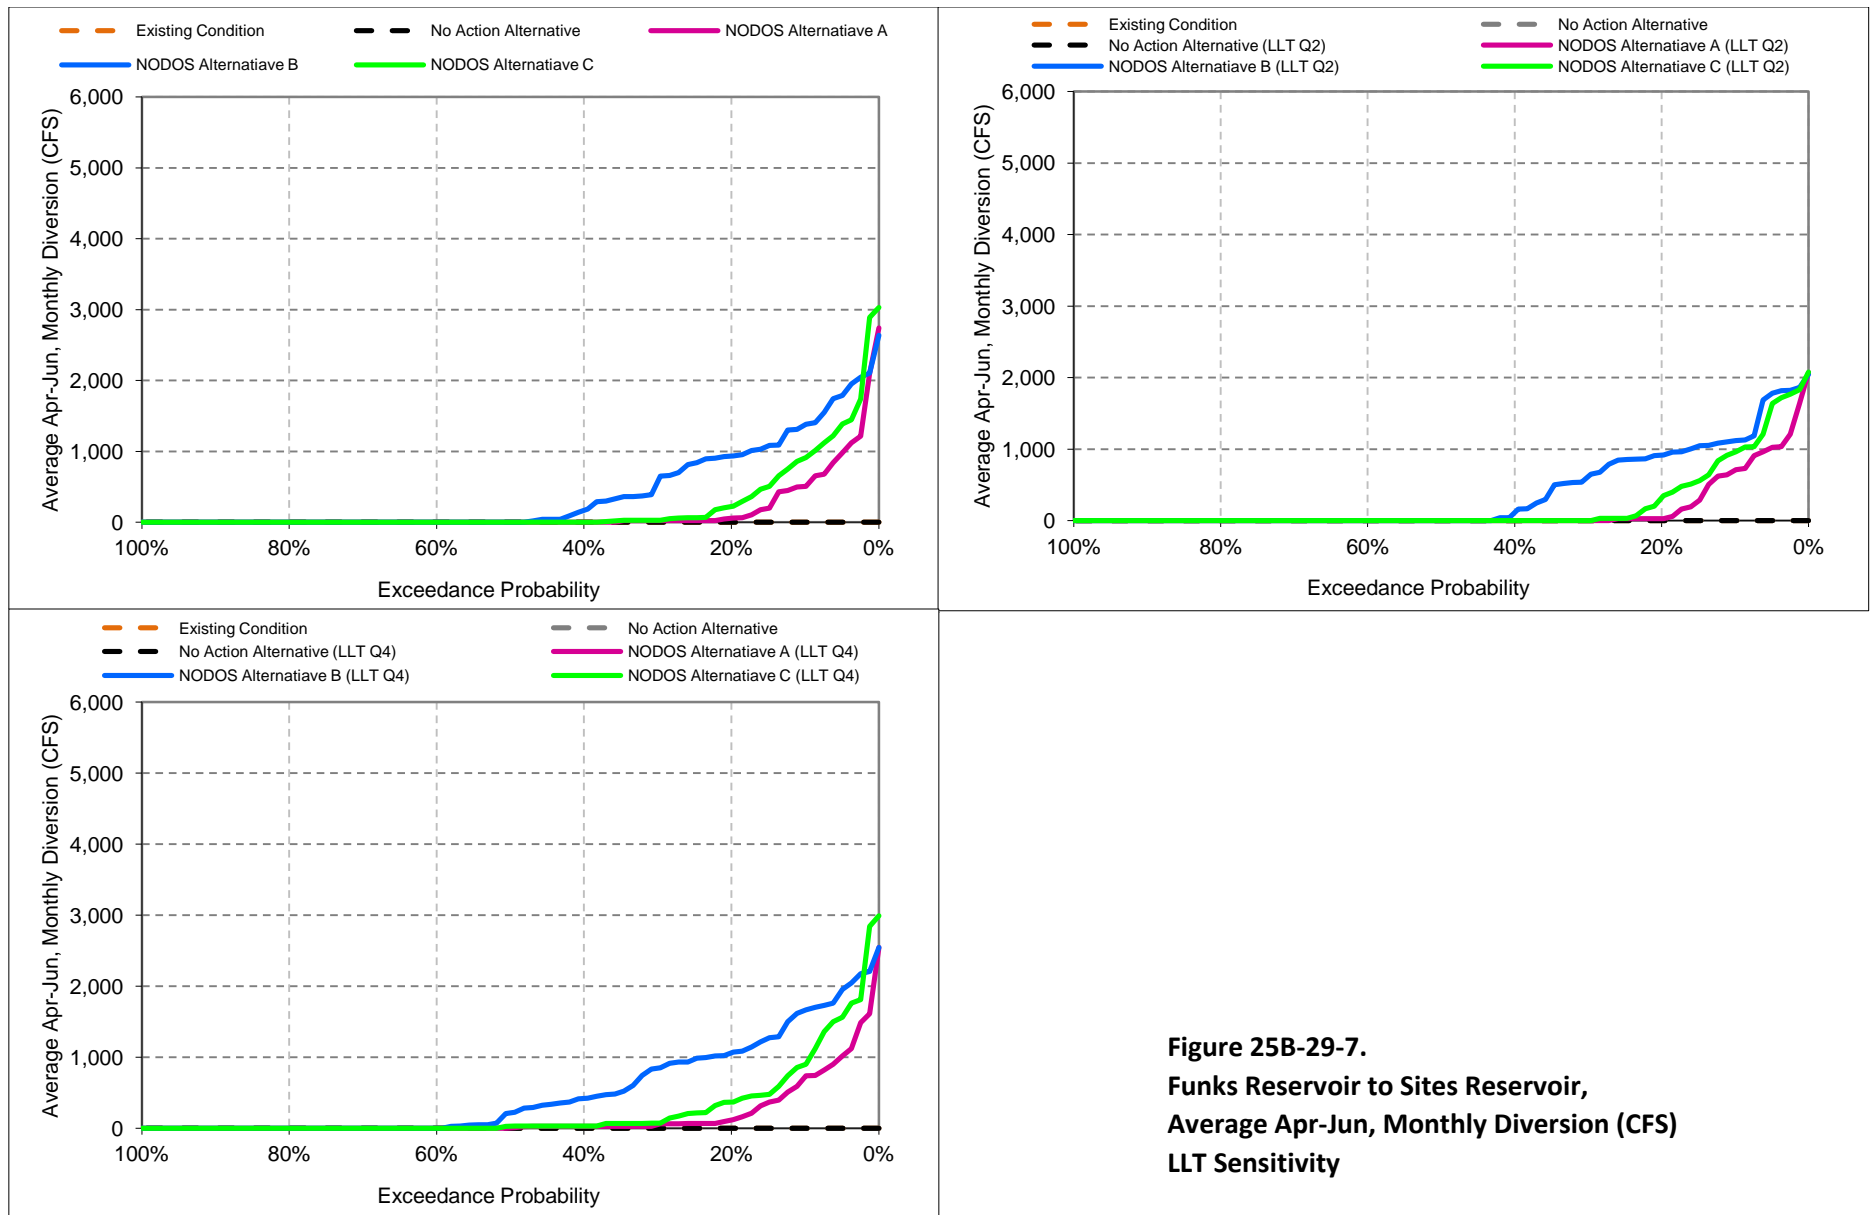 Existing Condition No Action Alternative NODOS Alternatiave A
NODOS Alternatiave B NODOS Alternatiave C
Average Apr-Jun, Monthly Diversion (CFS)
6,000
5,000
4,000
3,000
2,000
1,000
0
100% 80% 60% 40% 20% 0%
Exceedance Probability
Existing Condition No Action Alternative
No Action Alternative (LLT Q2) NODOS Alternatiave A (LLT Q2)
NODOS Alternatiave B (LLT Q2) NODOS Alternatiave C (LLT Q2)
Average Apr-Jun, Monthly Diversion (CFS)
6,000
5,000
4,000
3,000
2,000
1,000
0
100% 80% 60% 40% 20% 0%
Exceedance Probability
Existing Condition No Action Alternative
No Action Alternative (LLT Q4) NODOS Alternatiave A (LLT Q4)
NODOS Alternatiave B (LLT Q4) NODOS Alternatiave C (LLT Q4)
Average Apr-Jun, Monthly Diversion (CFS)
6,000
5,000
4,000
3,000
2,000
1,000
0
100% 80% 60% 40% 20% 0%
Exceedance Probability
Figure 25B-29-7.
Funks Reservoir to Sites Reservoir,
Average Apr-Jun, Monthly Diversion (CFS)
LLT Sensitivity